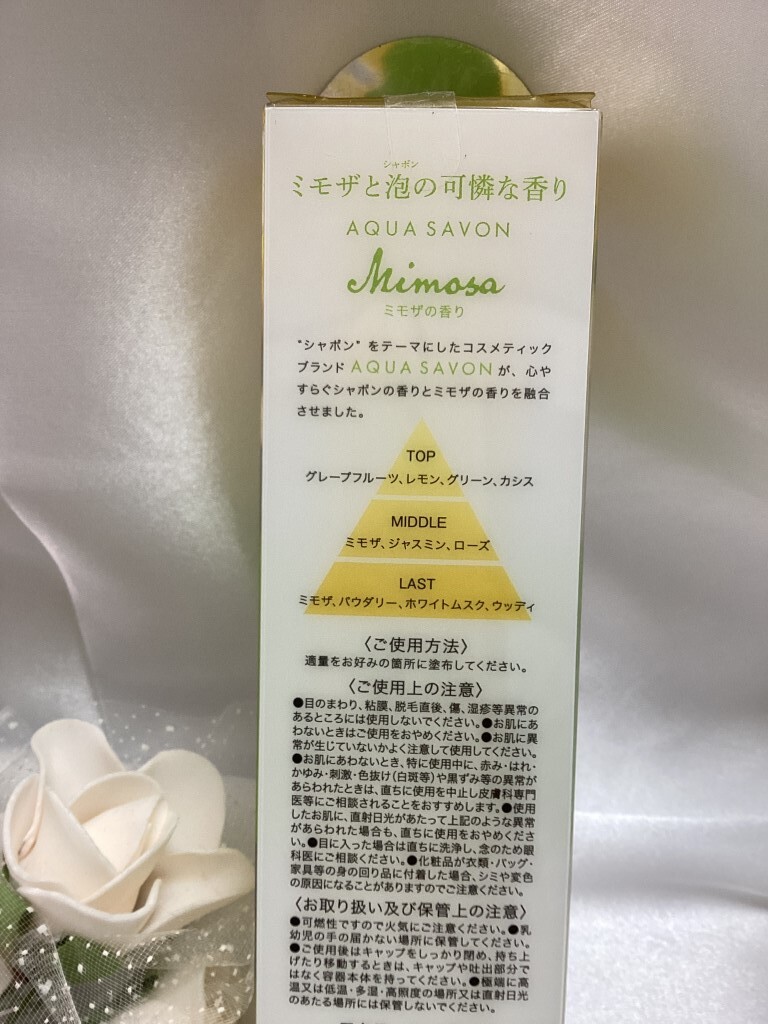 シャボン
ミモザと泡の可憐な香り
AQUA SAVON
Mimosa
ミモザの香り
"シャボン" をテーマにしたコスメティック
ブランド AQUA SAVON が、心や
すらぐシャボンの香りとミモザの香りを融合
させました。
TOP
グレープフルーツ、レモン、グリーン、カシス
MIDDLE
ミモザ、ジャスミン、ローズ
LAST
ミモザ、パウダリー、ホワイトムスク、ウッディ
〈ご使用方法〉
適量をお好みの箇所に塗布してください。
〈ご使用上の注意〉
●目のまわり、粘膜、脱毛直後、傷、湿疹等異常の
あるところには使用しないでください。●お肌にあ
わないときはご使用をおやめください。●お肌に異
常が生じていないかよく注意して使用してください。
●お肌にあわないとき、特に使用中に、赤み・はれ・
かゆみ・刺激・色抜け(白斑等)や黒ずみ等の異常が
あらわれたときは、直ちに使用を中止し皮膚科専門
医等にご相談されることをおすすめします。●使用
したお肌に、直射日光があたって上記のような異常
があらわれた場合も、直ちに使用をおやめくださ
い。●目に入った場合は直ちに洗浄し、念のため眼
科医にご相談ください。●化粧品が衣類・バッグ・
家具等の身の回り品に付着した場合、シミや変色
の原因になることがありますのでご注意ください。
〈お取り扱い及び保管上の注意〉
●可燃性ですので火気にご注意ください。●乳
幼児の手の届かない場所に保管してください。
●ご使用後はキャップをしっかり閉め、持ち上
げたり移動するときは、キャップや吐出部分で
はなく容器本体を持ってください。●極端に高
温又は低温・多湿・高照度の場所又は直射日光
のあたる場所には保管しないでください。